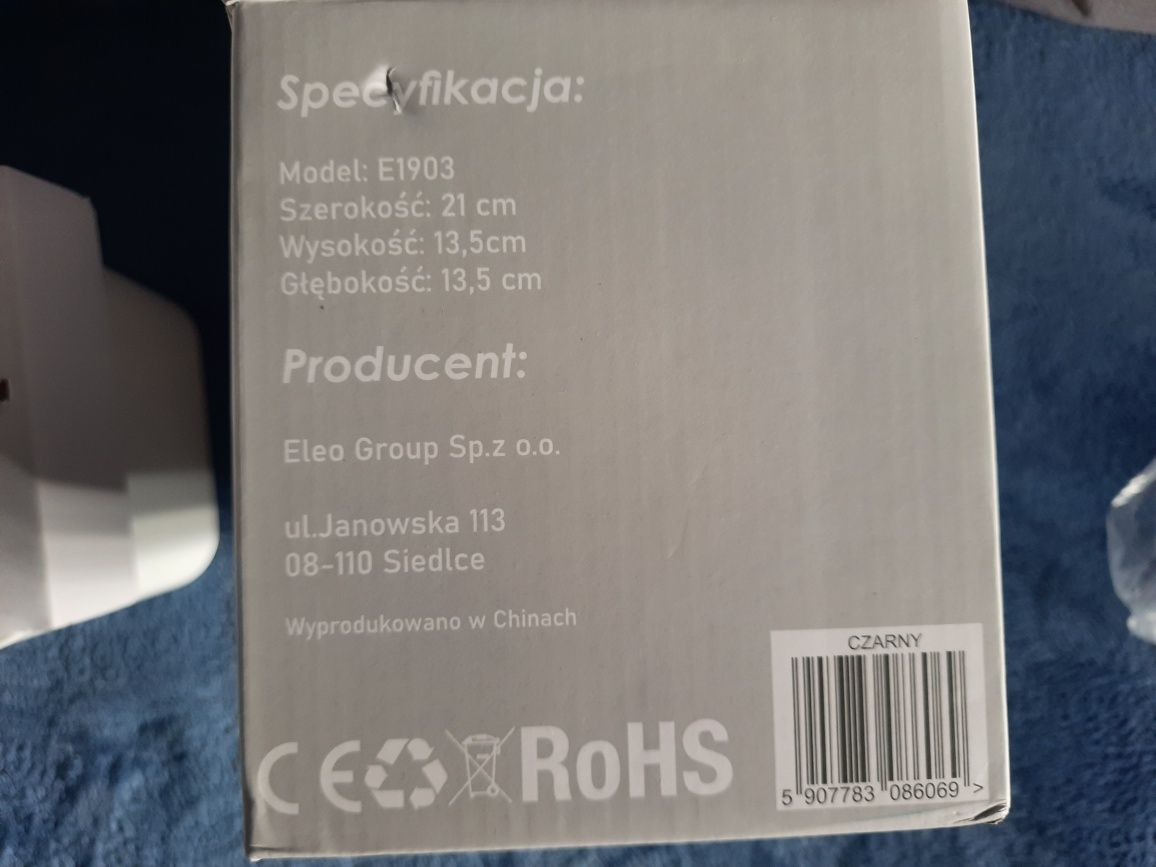 Specyfikacja:
Model: E1903
Szerokość: 21 cm
Wysokość: 13,5cm
Głębokość: 13,5 cm
Producent:
Eleo Group Sp.z o.o.
ul.Janowska 113
08-110 Siedlce
Wyprodukowano w Chinach
CZARNY
CE RoHS
5 907783 086069 >